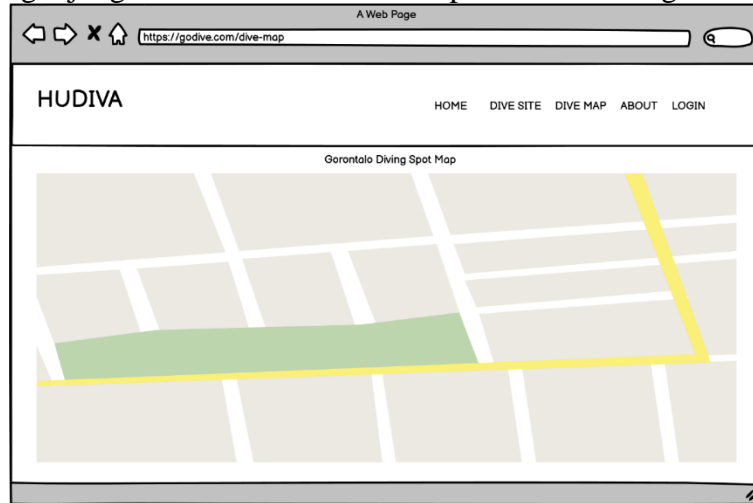 A Web Page
https://godive.com/dive-map
HUDIVA
HOME DIVE SITE DIVE MAP ABOUT LOGIN
Gorontalo Diving Spot Map